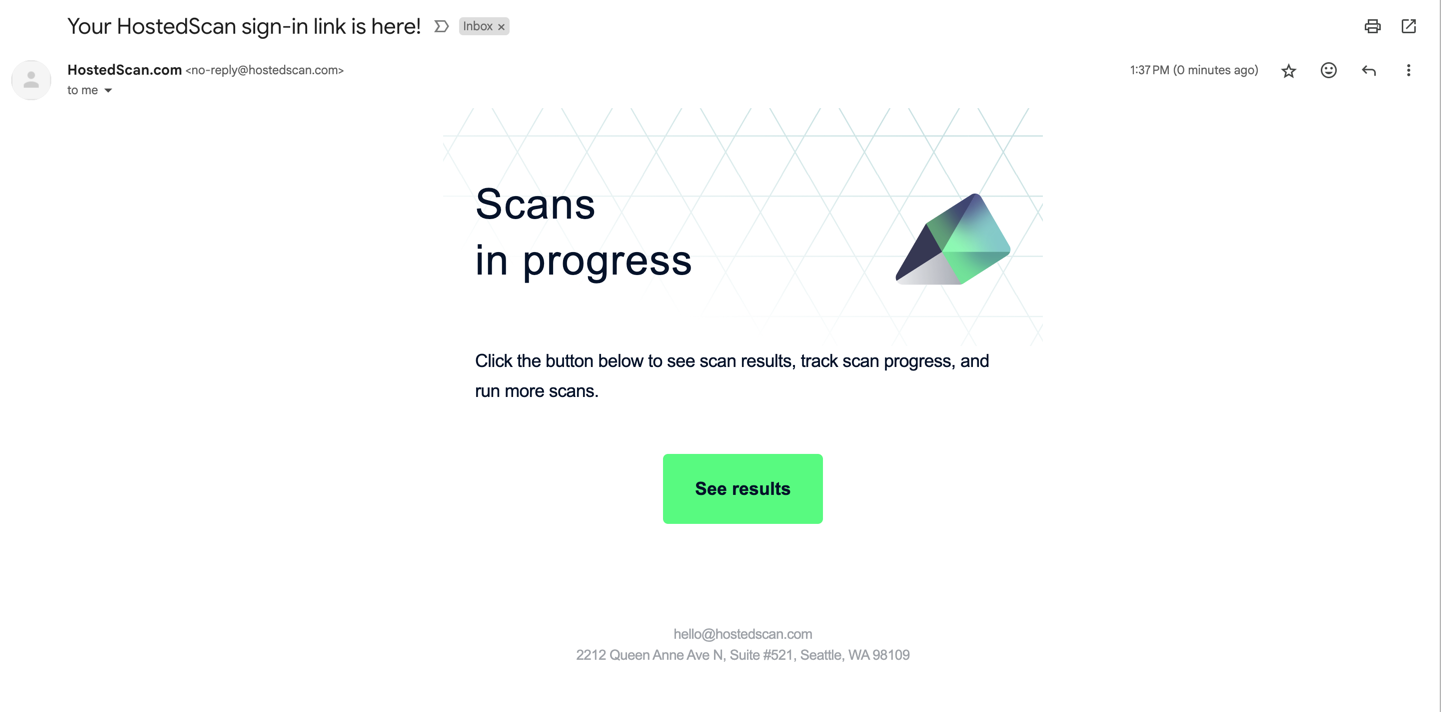 Your HostedScan sign-in link is here! Inbox ×
HostedScan.com <no-reply@hostedscan.com> 1:37 PM (0 minutes ago)
to me
Scans
in progress
Click the button below to see scan results, track scan progress, and
run more scans.
See results
hello@hostedscan.com
2212 Queen Anne Ave N, Suite #521, Seattle, WA 98109